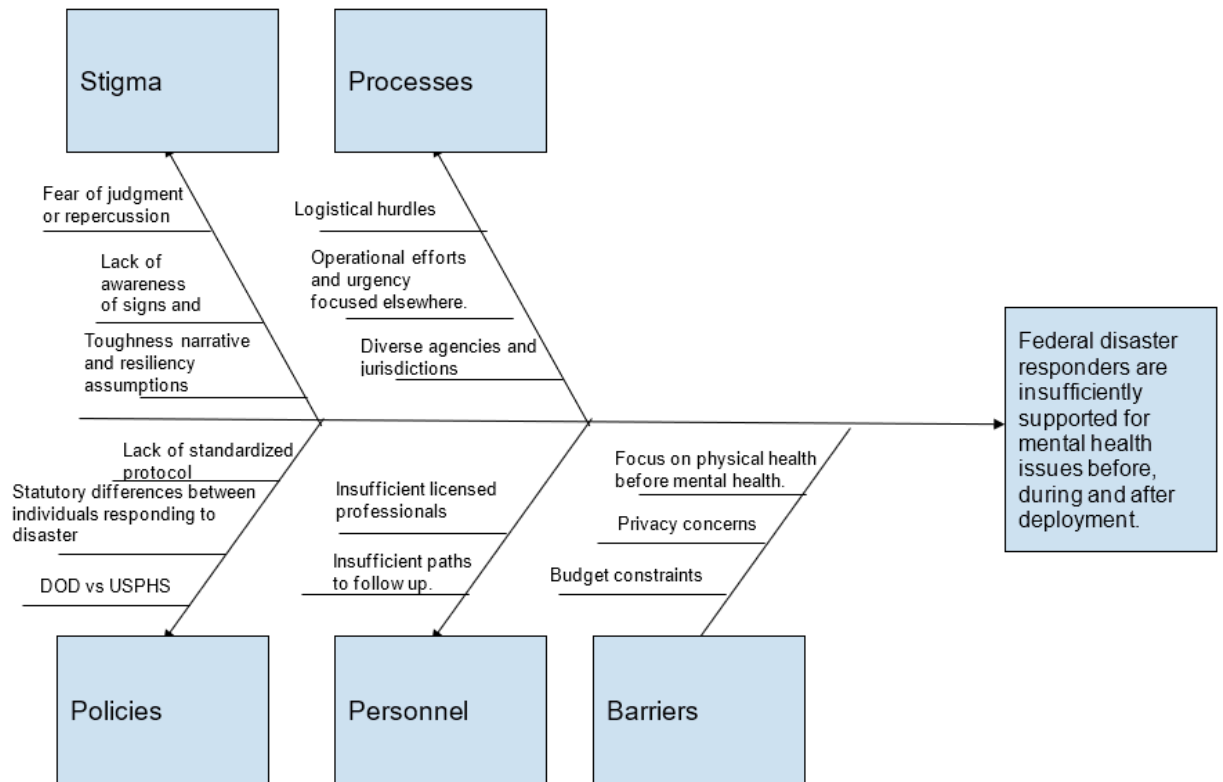 Stigma
Processes
Fear of judgment
or repercussion
Lack of
awareness
of signs and
Toughness narrative
and resiliency
assumptions
Logistical hurdles
Operational efforts
and urgency
focused elsewhere.
Diverse agencies and
jurisdictions
Federal disaster
responders are
insufficiently
supported for
mental health
issues before,
during and after
deployment.
Lack of standardized
protocol
Statutory differences between
individuals responding to
disaster
DOD vs USPHS
Insufficient licensed
professionals
Insufficient paths
to follow up.
Focus on physical health
before mental health.
Privacy concerns
Budget constraints
Policies
Personnel
Barriers